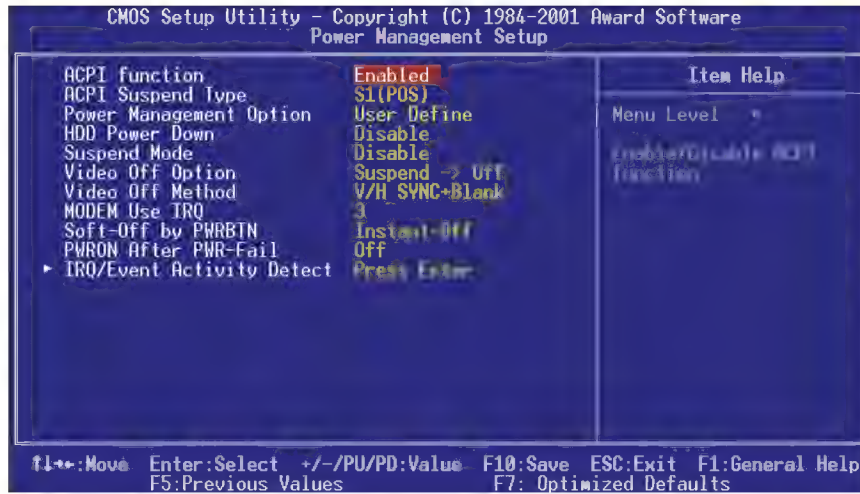 CMOS Setup Utility – Copyright (C) 1984-2001 Award Software
Power Management Setup
ACPI function Enabled
ACPI Suspend Type S1(POS)
Power Management Option User Define
HDD Power Down Disable
Suspend Mode Disable
Video Off Option Suspend -> Off
Video Off Method V/H SYNC+Blank
MODEM Use IRQ 3
Soft-Off by PWRBTN Instant-Off
PWRON After PWR-Fail Off
► IRQ/Event Activity Detect Press Enter
Item Help
Menu Level
Enable/Disable ACPI
function
↑↓→←:Move Enter:Select +/-/PU/PD:Value F10:Save ESC:Exit F1:General Help
F5:Previous Values F7: Optimized Defaults